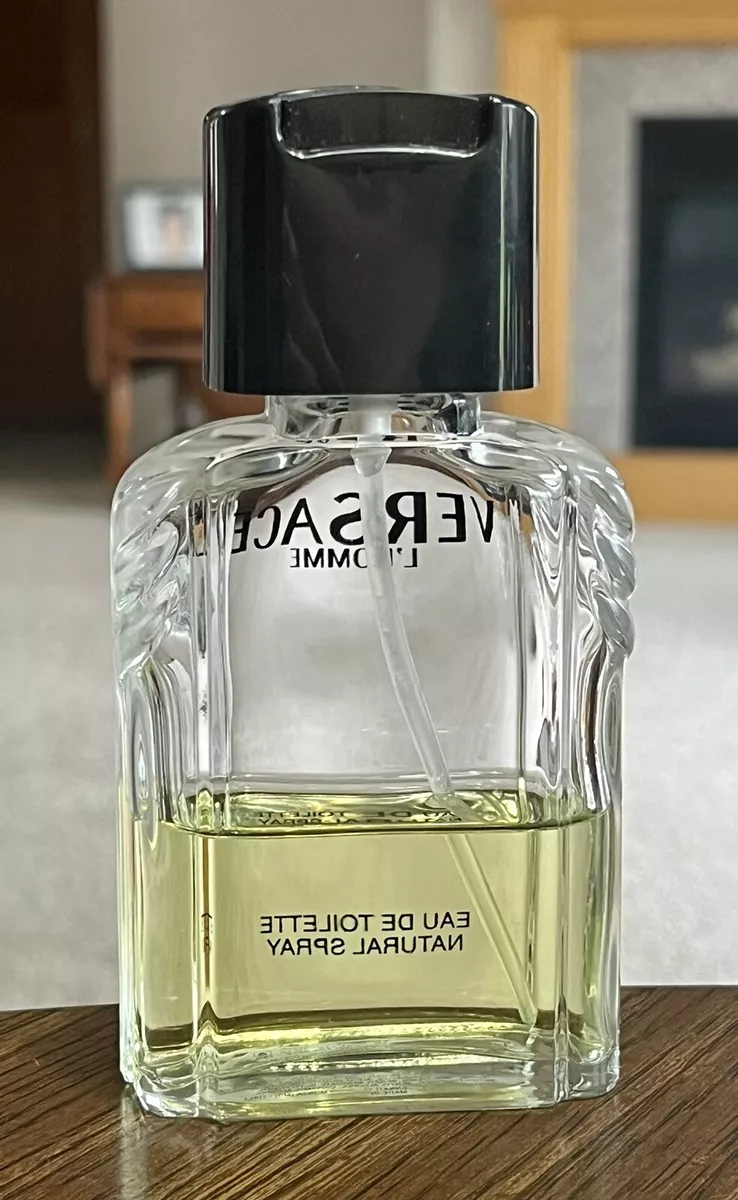 VERSACE
L'HOMME
EAU DE TOILETTE
NATURAL SPRAY